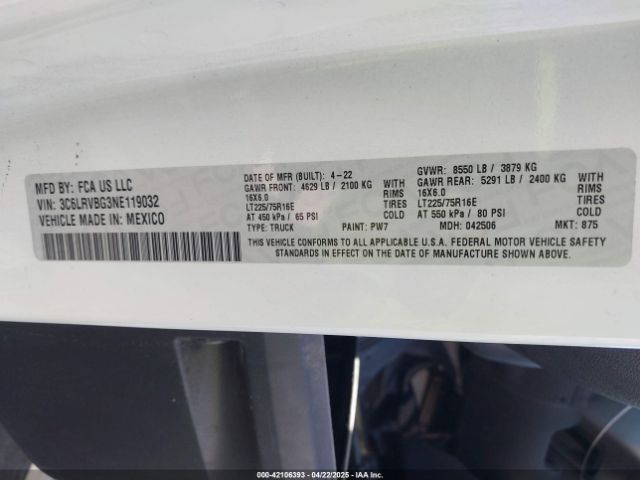 MFD BY: FCA US LLC
VIN: 3C6LRVBG3NE119032
VEHICLE MADE IN: MEXICO
DATE OF MFR (BUILT): 4-22
GAWR FRONT: 4629 LB / 2100 KG
16X6.0
LT225/75R16E
AT 450 kPa / 65 PSI
TYPE: TRUCK
WITH
RIMS
TIRES
COLD
PAINT: PW7
GVWR: 8550 LB / 3879 KG
GAWR REAR: 5291 LB / 2400 KG
16X6.0
LT225/75R16E
AT 550 kPa / 80 PSI
MDH: 042506
WITH
RIMS
TIRES
COLD
MKT: 875
THIS VEHICLE CONFORMS TO ALL APPLICABLE U.S.A. FEDERAL MOTOR VEHICLE SAFETY
STANDARDS IN EFFECT ON THE DATE OF MANUFACTURE SHOWN ABOVE.
000-42106393 - 04/22/2025 - IAAI.COM